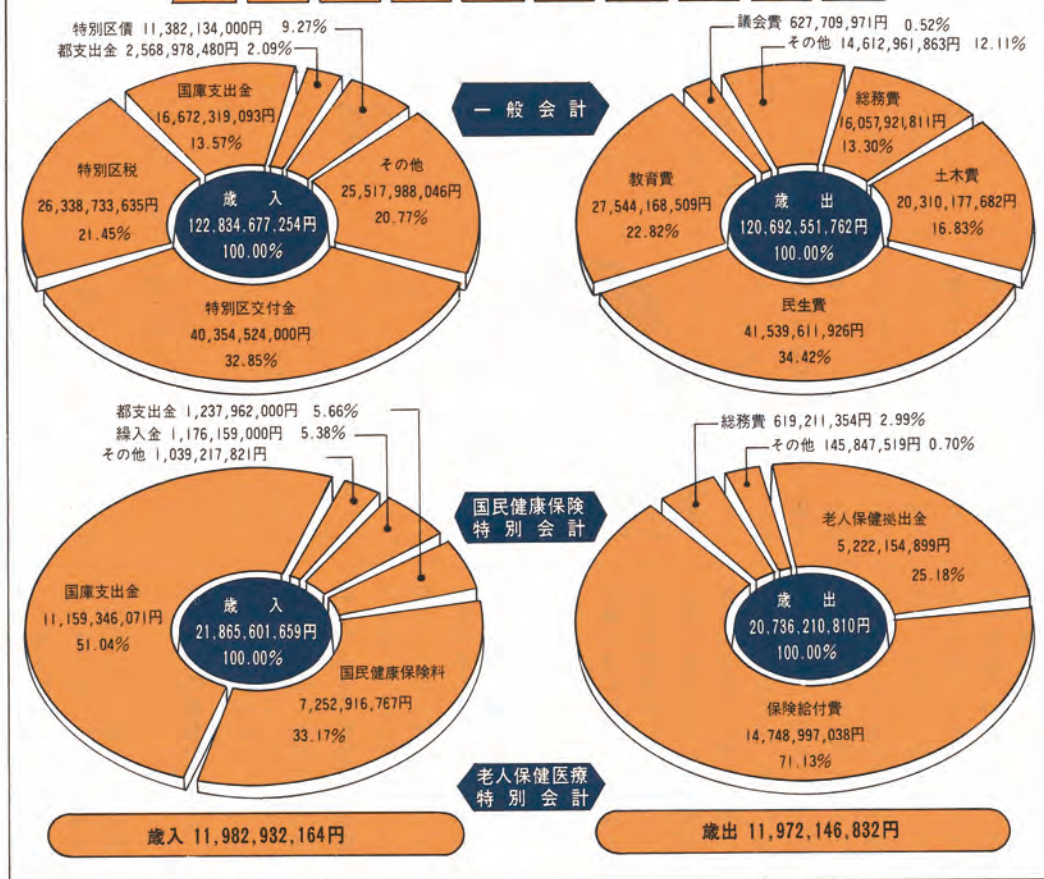 特別区債 11,382,134,000円 9.27%
都支出金 2,568,978,480円 2.09%
国庫支出金
16,672,319,093円
13.57%
特別区税
26,338,733,635円
21.45%
その他
25,517,988,046円
20.77%
歳 入
122,834,677,254円
100.00%
特別区交付金
40,354,524,000円
32.85%
一般会計
議会費 627,709,971円 0.52%
その他 14,612,961,863円 12.11%
総務費
16,057,921,811円
13.30%
教育費
27,544,168,509円
22.82%
土木費
20,310,177,682円
16.83%
歳 出
120,692,551,762円
100.00%
民生費
41,539,611,926円
34.42%
都支出金 1,237,962,000円 5.66%
繰入金 1,176,159,000円 5.38%
その他 1,039,217,821円
国庫支出金
11,159,346,071円
51.04%
歳 入
21,865,601,659円
100.00%
国民健康保険料
7,252,916,767円
33.17%
国民健康保険
特別会計
総務費 619,211,354円 2.99%
その他 145,847,519円 0.70%
老人保健拠出金
5,222,154,899円
25.18%
歳 出
20,736,210,810円
100.00%
保険給付費
14,748,997,038円
71.13%
老人保健医療
特別会計
歳入 11,982,932,164円
歳出 11,972,146,832円